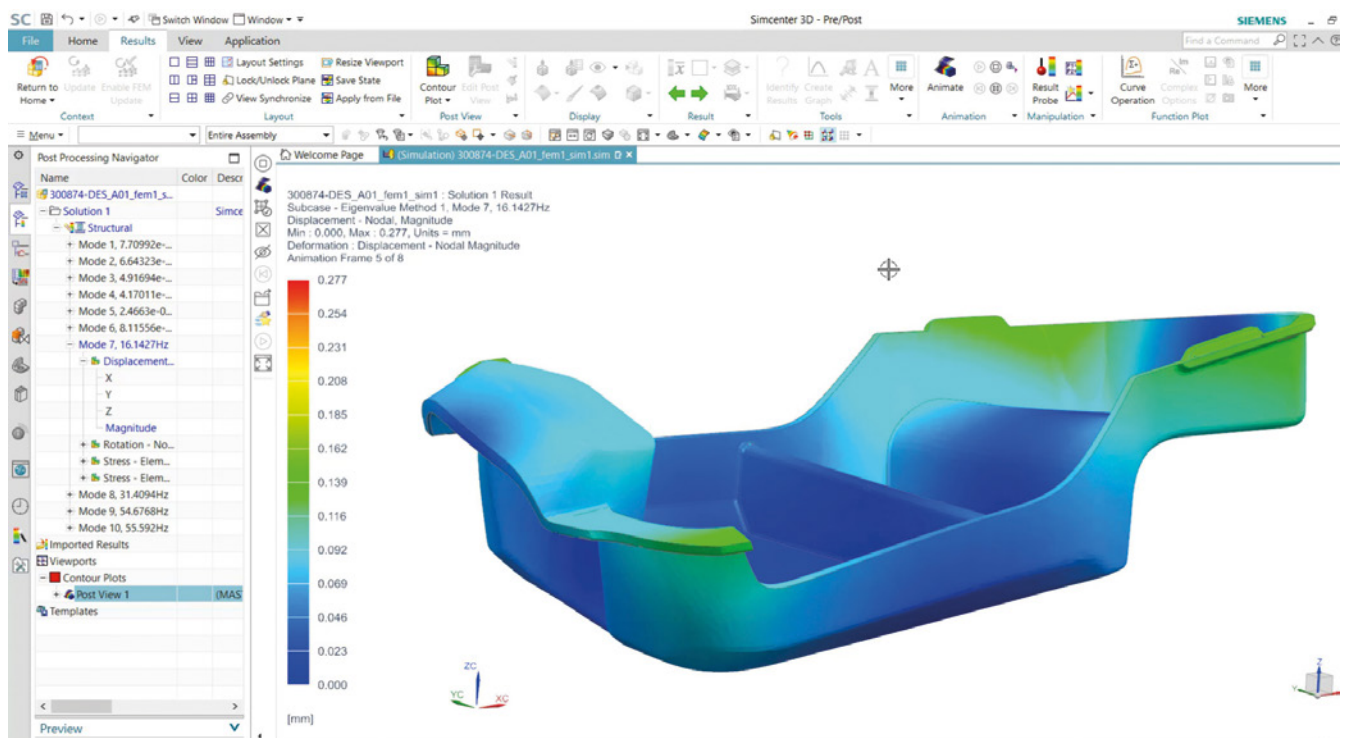 SC Switch Window Window Simcenter 3D - Pre/Post SIEMENS
File Home Results View Application Find a Command
Layout Settings Resize Viewport
Lock/Unlock Plane Save State
View Synchronize Apply from File
Return to Home Update Enable FEM Update
Contour Plot Edit Post View
Identify Results Create Graph More Animate Result Probe Curve Operation Complex Options More
Context Layout Post View Display Result Tools Animation Manipulation Function Plot
Menu Entire Assembly
Post Processing Navigator
Welcome Page (Simulation) 300874-DES_A01_fem1_sim1.sim
Name Color Descr
300874-DES_A01_fem1_s...
Solution 1 Simce
Structural
Mode 1, 7.70992e-...
Mode 2, 6.64323e-...
Mode 3, 4.91694e-...
Mode 4, 4.17011e-...
Mode 5, 2.4663e-0...
Mode 6, 8.11556e-...
Mode 7, 16.1427Hz
Displacement...
X
Y
Z
Magnitude
Rotation - No...
Stress - Elem...
Stress - Elem...
Mode 8, 31.4094Hz
Mode 9, 54.6768Hz
Mode 10, 55.592Hz
Imported Results
Viewports
Contour Plots
Post View 1 (MAS
Templates
Preview
300874-DES_A01_fem1_sim1 : Solution 1 Result
Subcase - Eigenvalue Method 1, Mode 7, 16.1427Hz
Displacement - Nodal, Magnitude
Min : 0.000, Max : 0.277, Units = mm
Deformation : Displacement - Nodal Magnitude
Animation Frame 5 of 8
0.277
0.254
0.231
0.208
0.185
0.162
0.139
0.116
0.092
0.069
0.046
0.023
0.000
[mm]
ZC
YC XC
Z
Y